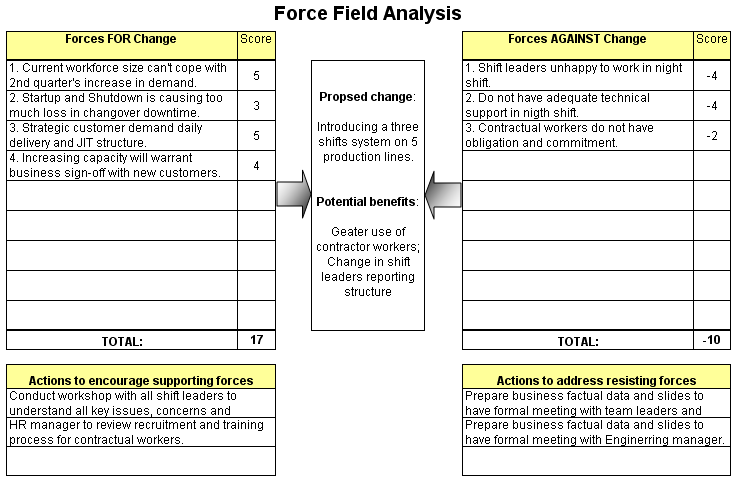 Force Field Analysis
Forces FOR Change Score
1. Current workforce size can't cope with
2nd quarter's increase in demand. 5
2. Startup and Shutdown is causing too
much loss in changover downtime. 3
3. Strategic customer demand daily
delivery and JIT structure. 5
4. Increasing capacity will warrant
business sign-off with new customers. 4
TOTAL: 17
Propsed change:
Introducing a three
shifts system on 5
production lines.
Potential benefits:
Geater use of
contractor workers;
Change in shift
leaders reporting
structure
Forces AGAINST Change Score
1. Shift leaders unhappy to work in night
shift. -4
2. Do not have adequate technical
support in nigth shift. -4
3. Contractual workers do not have
obligation and commitment. -2
TOTAL: -10
Actions to encourage supporting forces
Conduct workshop with all shift leaders to
understand all key issues, concerns and
HR manager to review recruitment and training
process for contractual workers.
Actions to address resisting forces
Prepare business factual data and slides to
have formal meeting with team leaders and
Prepare business factual data and slides to
have formal meeting with Enginerring manager.